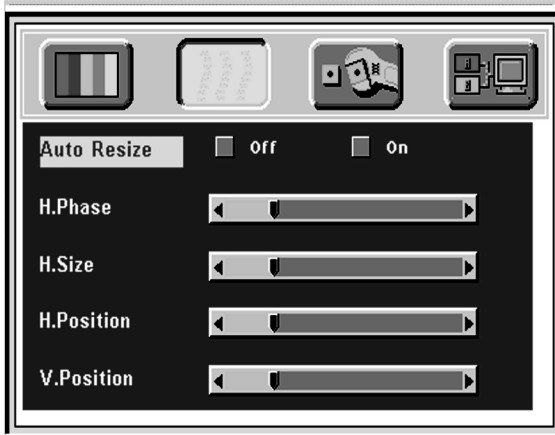 Auto Resize Off On
H.Phase
H.Size
H.Position
V.Position